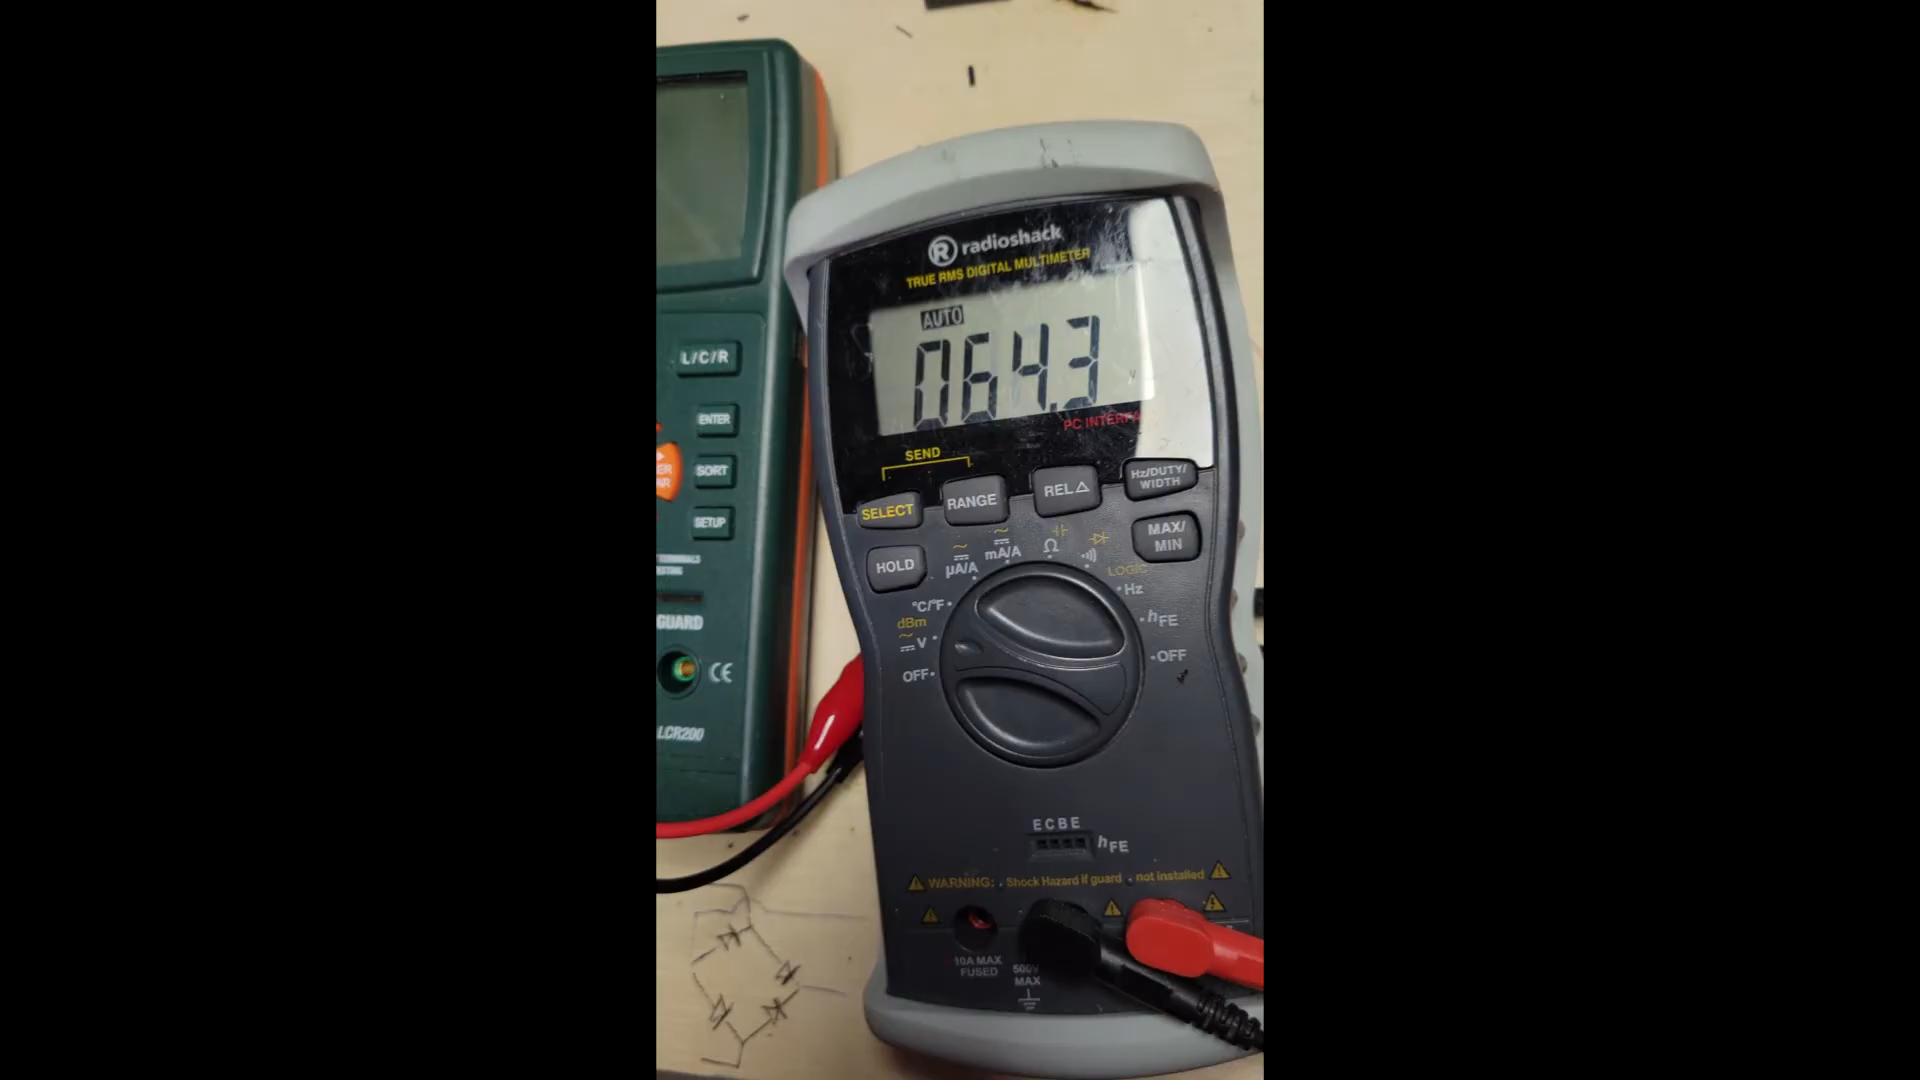 radioshack
TRUE RMS DIGITAL MULTIMETER
AUTO
064.3
V
PC INTERFA
SEND
SELECT
RANGE
REL△
Hz/DUTY/
WIDTH
HOLD
MAX/
MIN
μA/A
mA/A
Ω
LOGIC
Hz
°C/°F
dBm
V
OFF
hFE
OFF
E C B E
hFE
WARNING:
Shock Hazard if guard
not installed
10A MAX
FUSED
500V
MAX
L/C/R
ENTER
SORT
SETUP
GUARD
CE
LCR200